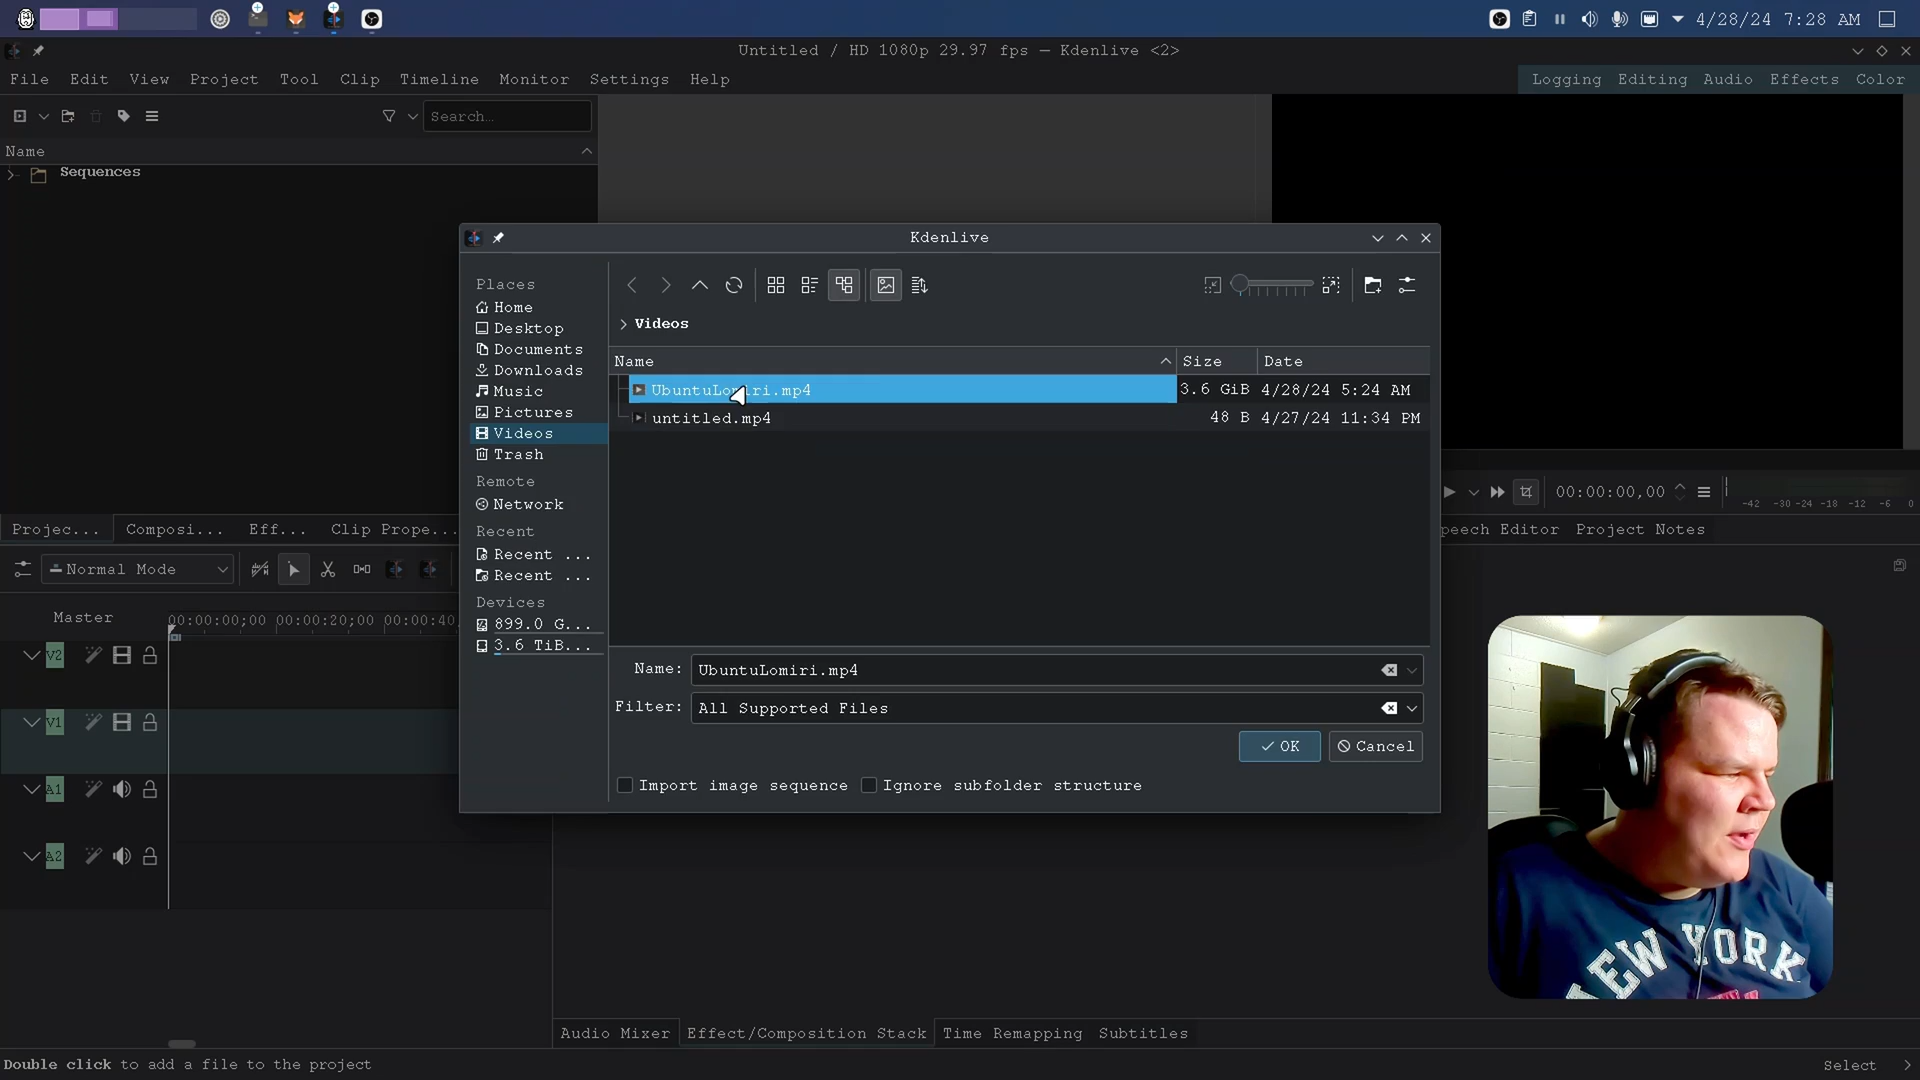 4/28/24 7:28 AM
Untitled / HD 1080p 29.97 fps — Kdenlive <2>
File Edit View Project Tool Clip Timeline Monitor Settings Help
Logging Editing Audio Effects Color
Search...
Name
Sequences
Kdenlive
Places
Home
Desktop
Documents
Downloads
Music
Pictures
Videos
Trash
Remote
Network
Recent
Recent ...
Recent ...
Devices
899.0 G...
3.6 TiB...
Videos
Name Size Date
UbuntuLomiri.mp4 3.6 GiB 4/28/24 5:24 AM
untitled.mp4 48 B 4/27/24 11:34 PM
Name: UbuntuLomiri.mp4
Filter: All Supported Files
OK Cancel
Import image sequence Ignore subfolder structure
00:00:00,00
-42 -30 -24 -18 -12 -6 0
Projec... Composi... Eff... Clip Prope...
peech Editor Project Notes
Normal Mode
Master
00:00:00;00 00:00:20;00 00:00:40,
V2
V1
A1
A2
NEW YORK
Audio Mixer Effect/Composition Stack Time Remapping Subtitles
Double click to add a file to the project
Select